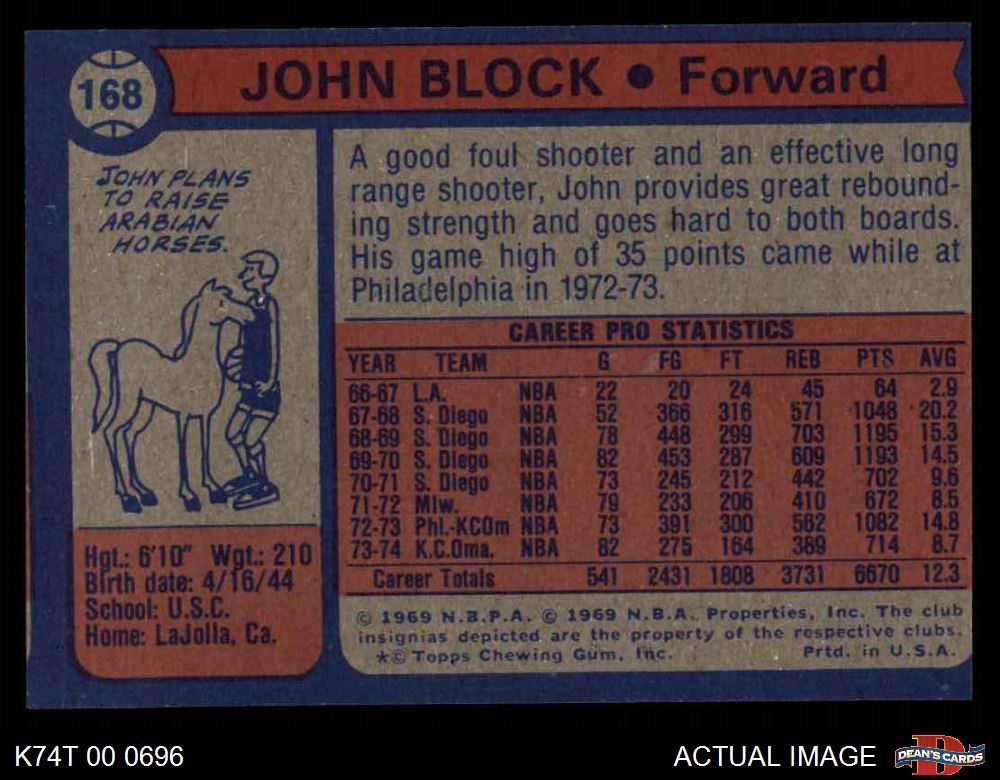 168
JOHN BLOCK • Forward
JOHN PLANS
TO RAISE
ARABIAN
HORSES.
A good foul shooter and an effective long
range shooter, John provides great rebound-
ing strength and goes hard to both boards.
His game high of 35 points came while at
Philadelphia in 1972-73.
CAREER PRO STATISTICS
YEAR TEAM G FG FT REB PTS AVG
66-67 L.A. NBA 22 20 24 45 64 2.9
67-68 S. Diego NBA 52 366 316 571 1048 20.2
68-69 S. Diego NBA 78 448 299 703 1195 15.3
69-70 S. Diego NBA 82 453 287 609 1193 14.5
70-71 S. Diego NBA 73 245 212 442 702 9.6
71-72 Miw. NBA 79 233 206 410 672 8.5
72-73 Phi.-KCOm NBA 73 391 300 562 1082 14.8
73-74 K.C.Oma. NBA 82 275 164 389 714 8.7
Career Totals 541 2431 1808 3731 6670 12.3
Hgt.: 6'10" Wgt.: 210
Birth date: 4/16/44
School: U.S.C.
Home: LaJolla, Ca.
© 1969 N.B.P.A. © 1969 N.B.A. Properties, Inc. The club
insignias depicted are the property of the respective clubs.
*© Topps Chewing Gum, Inc. Prtd. in U.S.A.
K74T 00 0696
ACTUAL IMAGE
DEAN'S CARDS